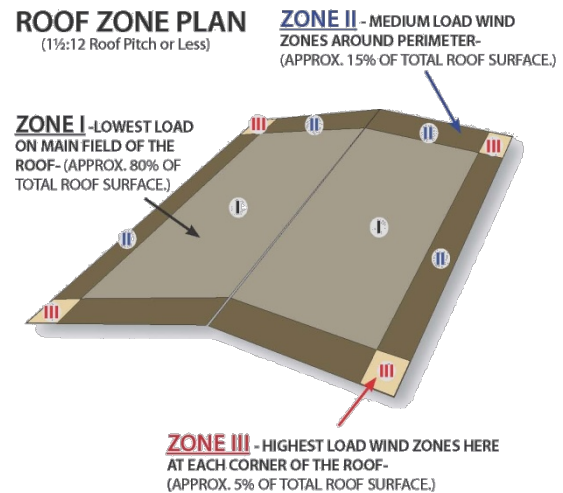 ROOF ZONE PLAN
(1½:12 Roof Pitch or Less)
ZONE II - MEDIUM LOAD WIND
ZONES AROUND PERIMETER-
(APPROX. 15% OF TOTAL ROOF SURFACE.)
ZONE I -LOWEST LOAD
ON MAIN FIELD OF THE
ROOF- (APPROX. 80% OF
TOTAL ROOF SURFACE.)
III
II
II
III
I
I
II
II
III
III
ZONE III - HIGHEST LOAD WIND ZONES HERE
AT EACH CORNER OF THE ROOF-
(APPROX. 5% OF TOTAL ROOF SURFACE.)